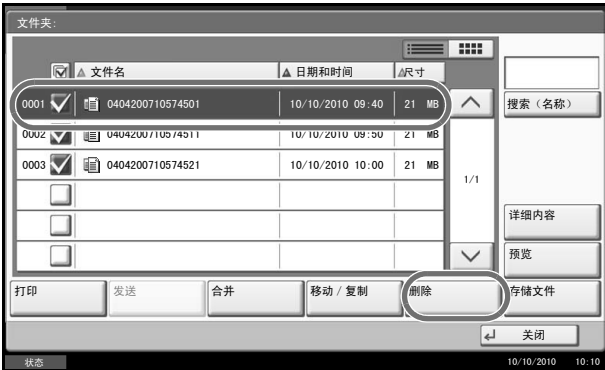 文件夹:
文件名 日期和时间 尺寸
0001 0404200710574501 10/10/2010 09:40 21 MB
搜索（名称）
0002 0404200710574511 10/10/2010 09:50 21 MB
0003 0404200710574521 10/10/2010 10:00 21 MB
1/1
详细内容
预览
打印 发送 合并 移动 / 复制 删除 存储文件
关闭
状态 10/10/2010 10:10